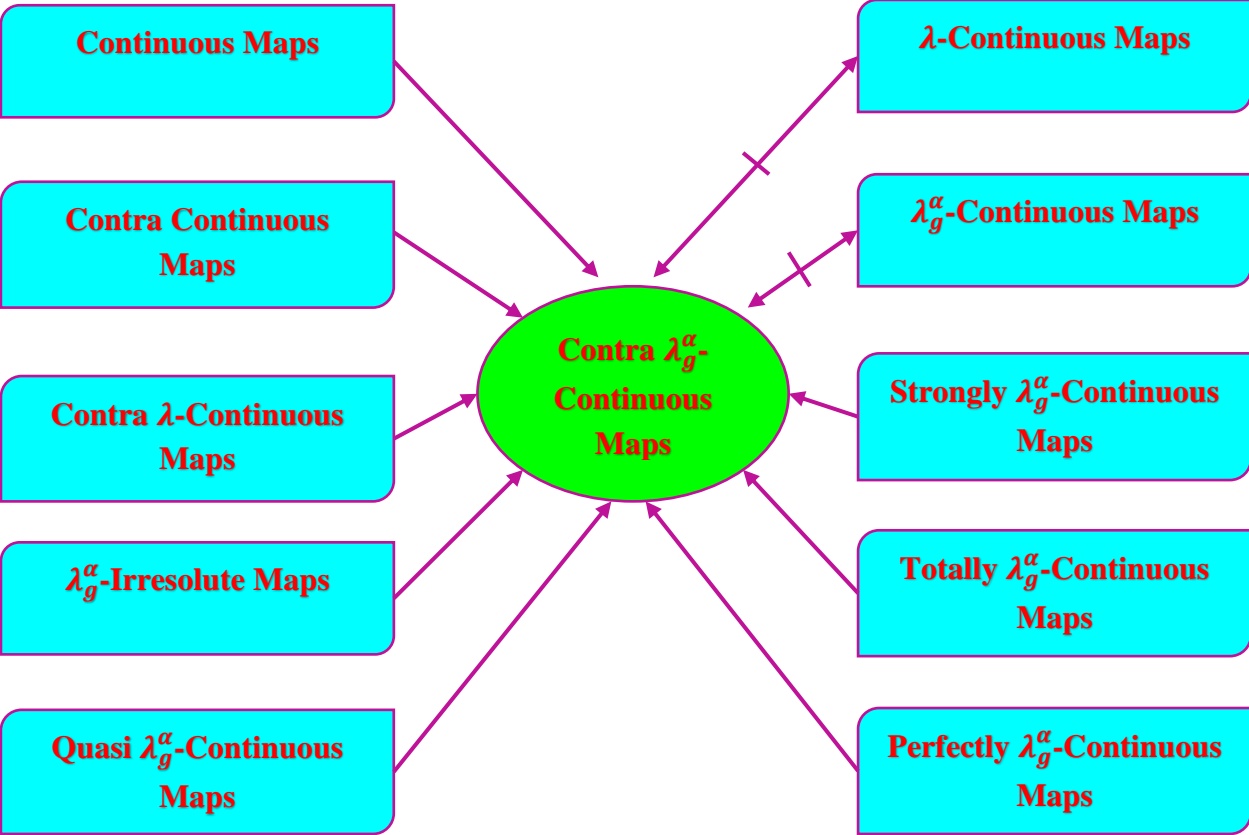 Continuous Maps
Contra Continuous
Maps
Contra λ-Continuous
Maps
λ_g^α-Irresolute Maps
Quasi λ_g^α-Continuous
Maps
Contra λ_g^α-
Continuous
Maps
λ-Continuous Maps
λ_g^α-Continuous Maps
Strongly λ_g^α-Continuous
Maps
Totally λ_g^α-Continuous
Maps
Perfectly λ_g^α-Continuous
Maps